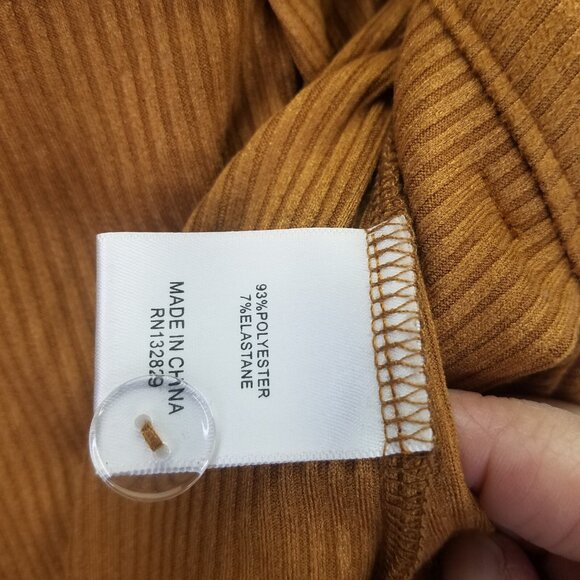 93%POLYESTER
7%ELASTANE
MADE IN CHINA
RN132829